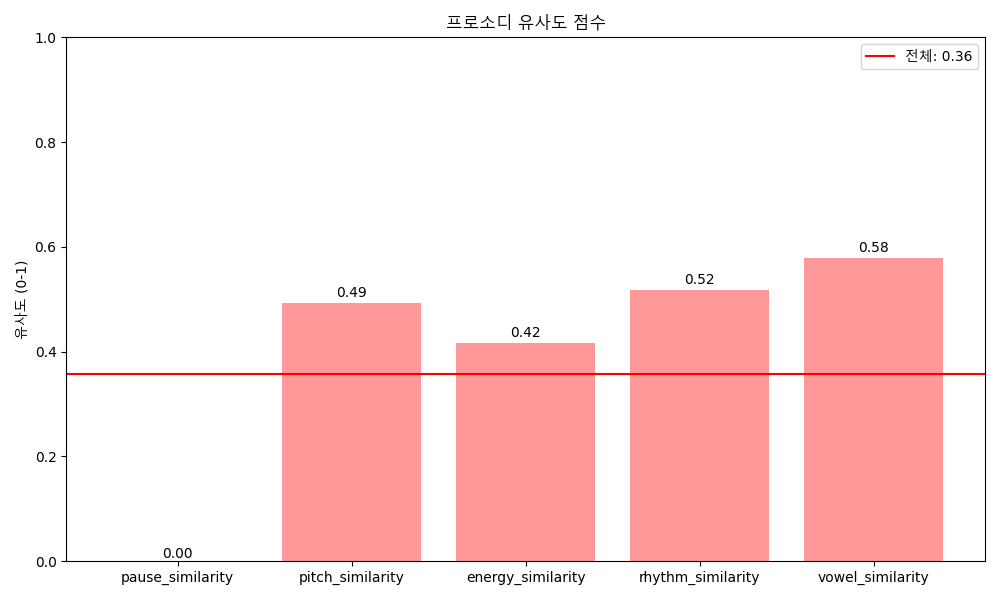 프로소디 유사도 점수
전체: 0.36
유사도 (0-1)
1.0
0.8
0.6
0.4
0.2
0.0
0.00
0.49
0.42
0.52
0.58
pause_similarity
pitch_similarity
energy_similarity
rhythm_similarity
vowel_similarity